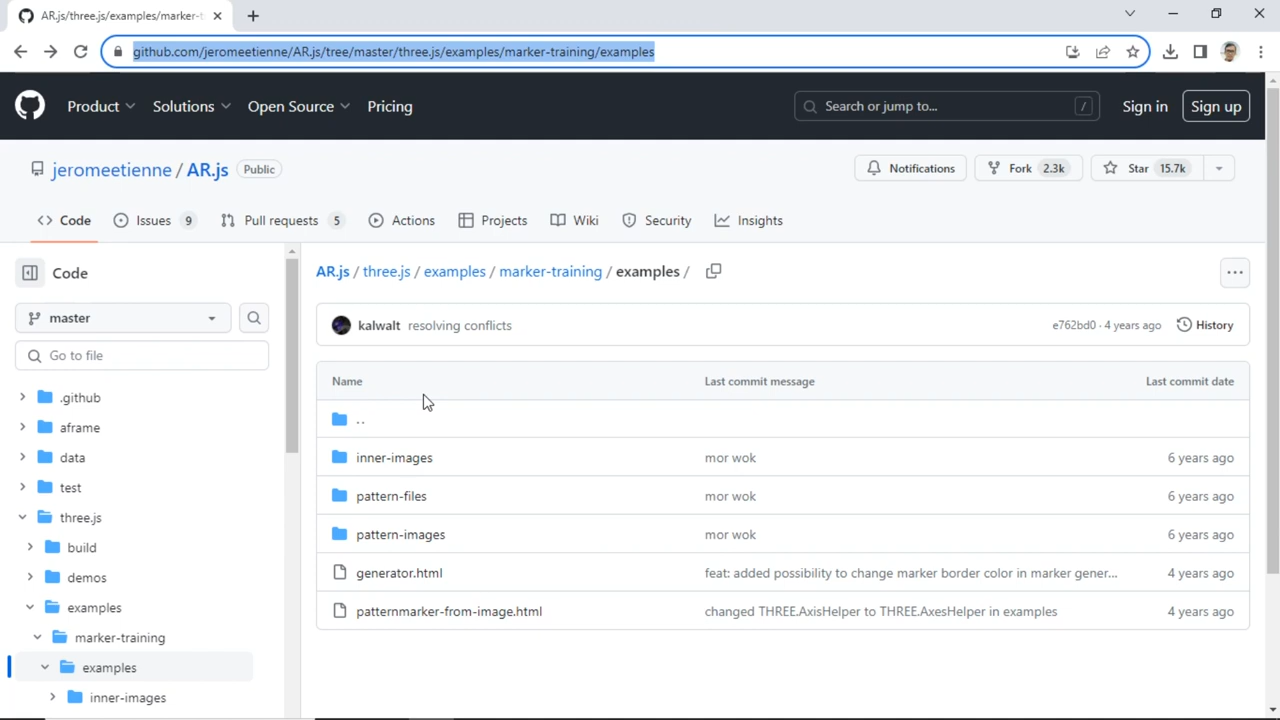 AR.js/three.js/examples/marker-t
github.com/jeromeetienne/AR.js/tree/master/three.js/examples/marker-training/examples
Product Solutions Open Source Pricing Search or jump to... / Sign in Sign up
jeromeetienne / AR.js Public Notifications Fork 2.3k Star 15.7k
Code Issues 9 Pull requests 5 Actions Projects Wiki Security Insights
Code
AR.js / three.js / examples / marker-training / examples /
master
kalwalt resolving conflicts e762bd0 · 4 years ago History
Go to file
Name Last commit message Last commit date
.github
..
aframe
data
inner-images mor wok 6 years ago
test
pattern-files mor wok 6 years ago
three.js
pattern-images mor wok 6 years ago
build
demos
generator.html feat: added possibility to change marker border color in marker gener... 4 years ago
examples
patternmarker-from-image.html changed THREE.AxisHelper to THREE.AxesHelper in examples 4 years ago
marker-training
examples
inner-images